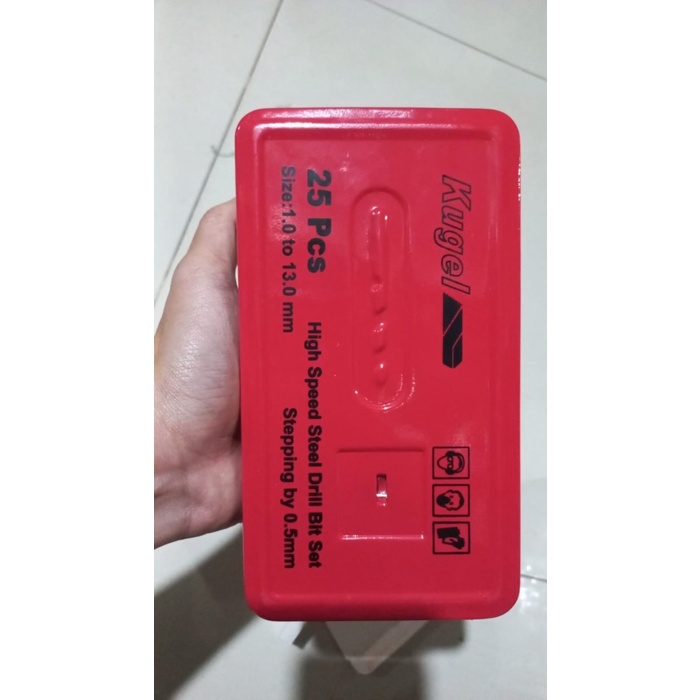 Kugel
25 Pcs High Speed Steel Drill Bit Set
Size:1.0 to 13.0 mm Stepping by 0.5mm